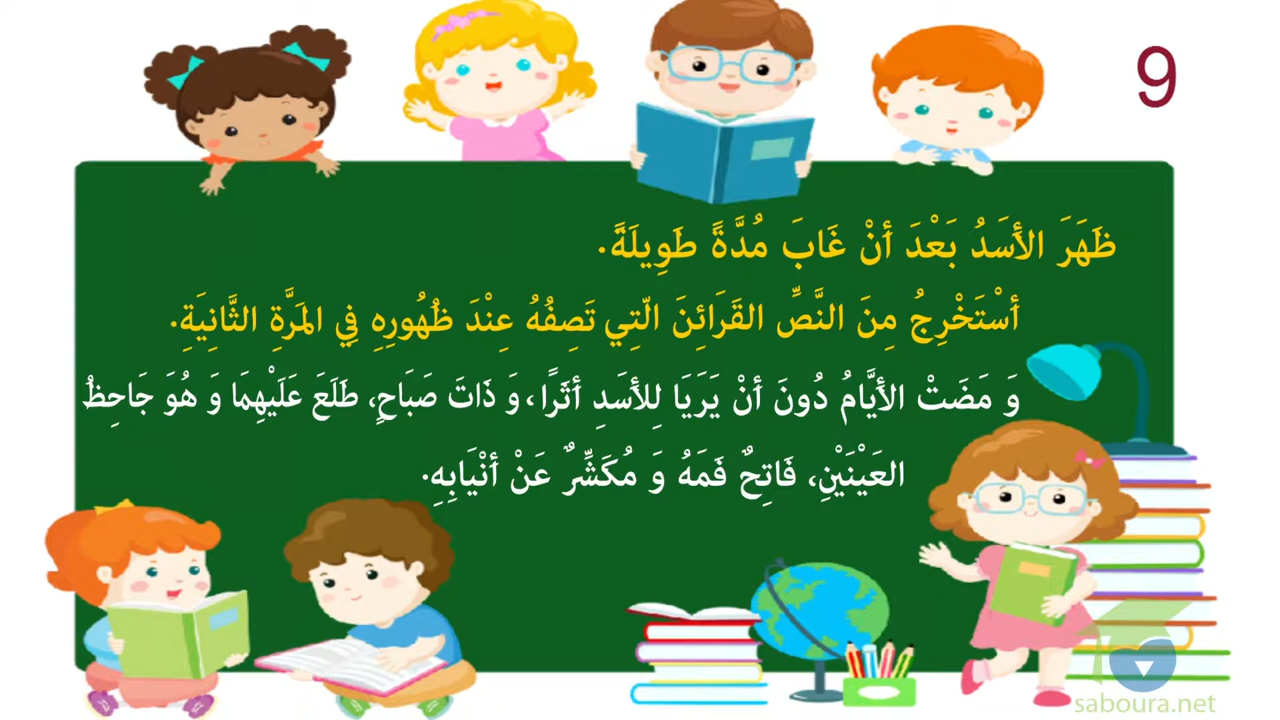 9
ظَهَرَ الأَسَدُ بَعْدَ أَنْ غَابَ مُدَّةً طَوِيلَةً.
أَسْتَخْرِجُ مِنَ النَّصِّ القَرَائِنَ الّتِي تَصِفُهُ عِنْدَ ظُهُورِهِ فِي المَرَّةِ الثَّانِيَةِ.
وَ مَضَتْ الأَيَّامُ دُونَ أَنْ يَرَيَا لِلأَسَدِ أَثَرًا، وَ ذَاتَ صَبَاحٍ، طَلَعَ عَلَيْهِمَا وَ هُوَ جَاحِظُ
العَيْنَيْنِ، فَاتِحٌ فَمَهُ وَ مُكَشِّرٌ عَنْ أَنْيَابِهِ.
saboura.net